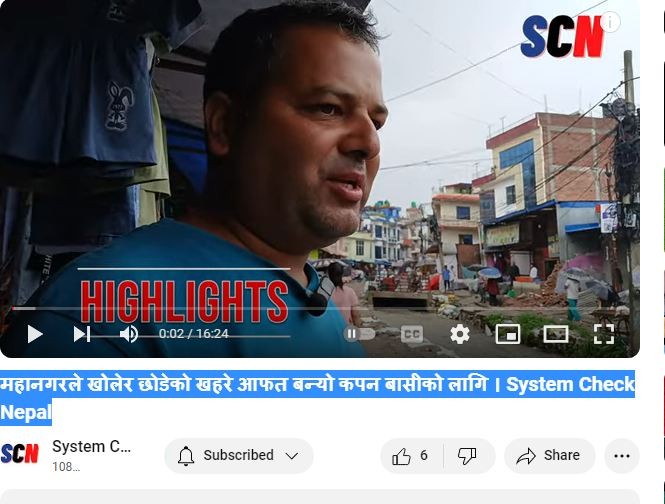 SCN
HIGHLIGHTS
0:02 / 16:24
CC
महानगरले खोलेर छोडेको खहरे आफत बन्यो कपन बासीको लागि । System Check
Nepal
SCN
System C...
108...
Subscribed
6
Share